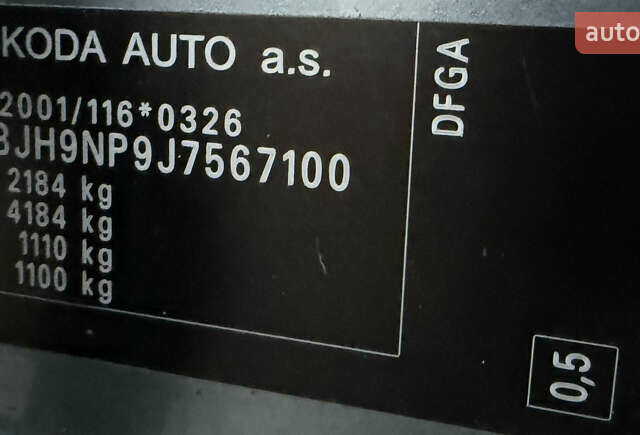 KODA AUTO a.s.
2001/116*0326
BJH9NP9J7567100
2184 kg
4184 kg
1110 kg
1100 kg
DFGA
0,5
auto